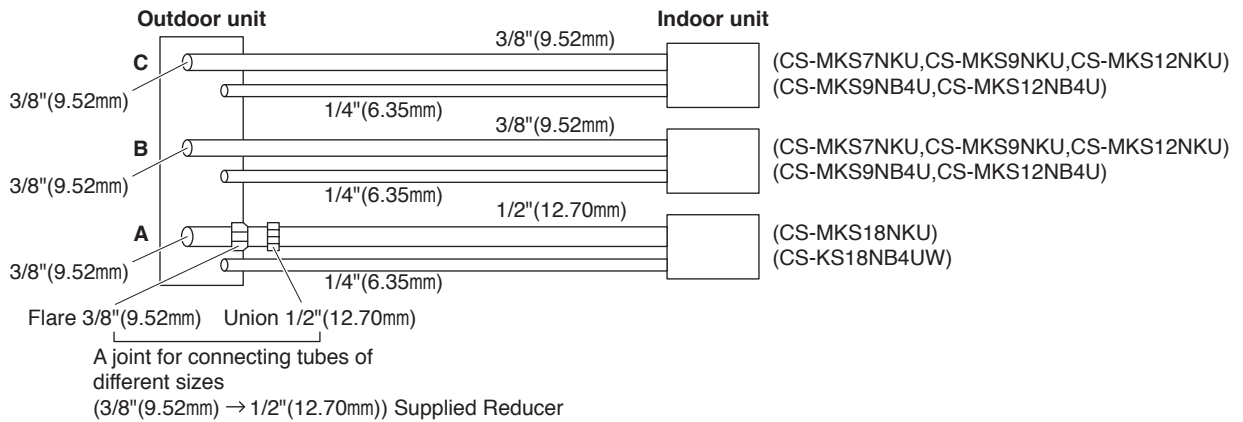 Outdoor unit
Indoor unit
C
3/8"(9.52mm)
(CS-MKS7NKU,CS-MKS9NKU,CS-MKS12NKU)
(CS-MKS9NB4U,CS-MKS12NB4U)
3/8"(9.52mm)
1/4"(6.35mm)
B
3/8"(9.52mm)
(CS-MKS7NKU,CS-MKS9NKU,CS-MKS12NKU)
(CS-MKS9NB4U,CS-MKS12NB4U)
3/8"(9.52mm)
1/4"(6.35mm)
A
1/2"(12.70mm)
(CS-MKS18NKU)
(CS-KS18NB4UW)
3/8"(9.52mm)
1/4"(6.35mm)
Flare 3/8"(9.52mm)
Union 1/2"(12.70mm)
A joint for connecting tubes of
different sizes
(3/8"(9.52mm) → 1/2"(12.70mm)) Supplied Reducer